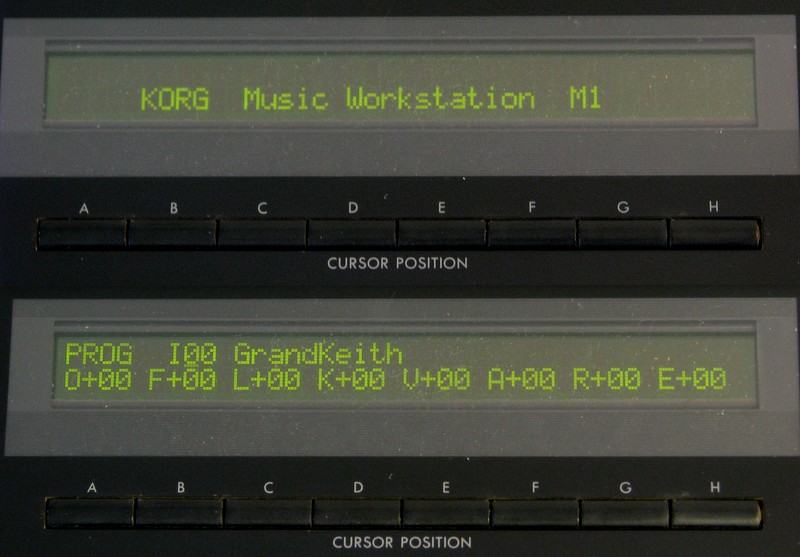 KORG Music Workstation M1
A B C D E F G H
CURSOR POSITION
PROG I00 GrandKeith
O+00 F+00 L+00 K+00 V+00 A+00 R+00 E+00
A B C D E F G H
CURSOR POSITION